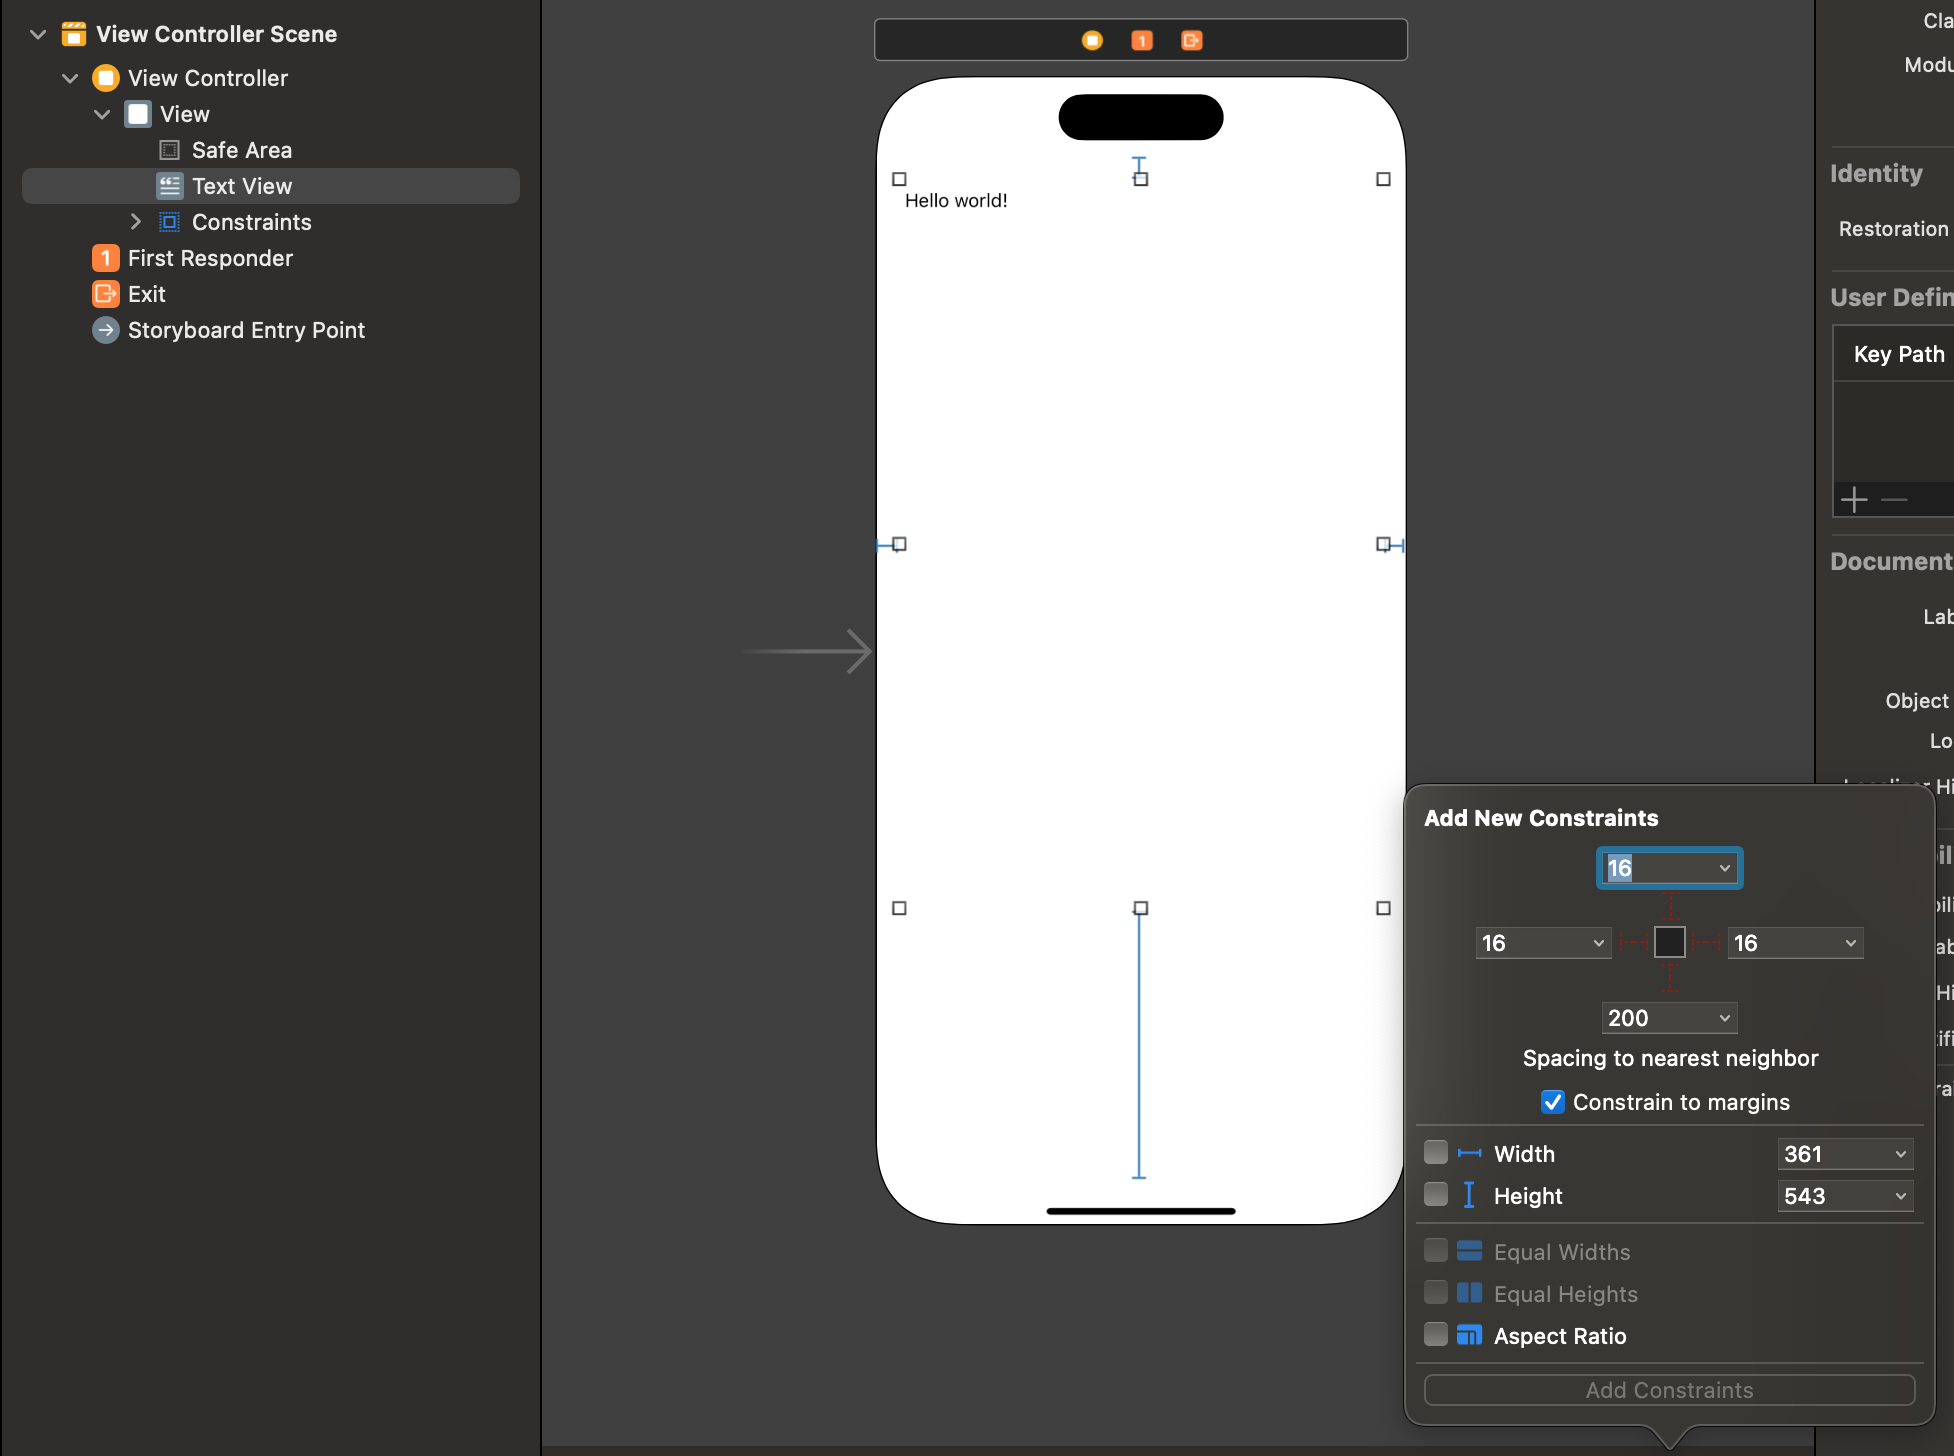 View Controller Scene
View Controller
View
Safe Area
Text View
Constraints
1 First Responder
Exit
Storyboard Entry Point
1
Hello world!
Identity
Restoration
Key Path
Document
Object
Add New Constraints
16
16
16
200
Spacing to nearest neighbor
Constrain to margins
Width
361
Height
543
Equal Widths
Equal Heights
Aspect Ratio
Add Constraints